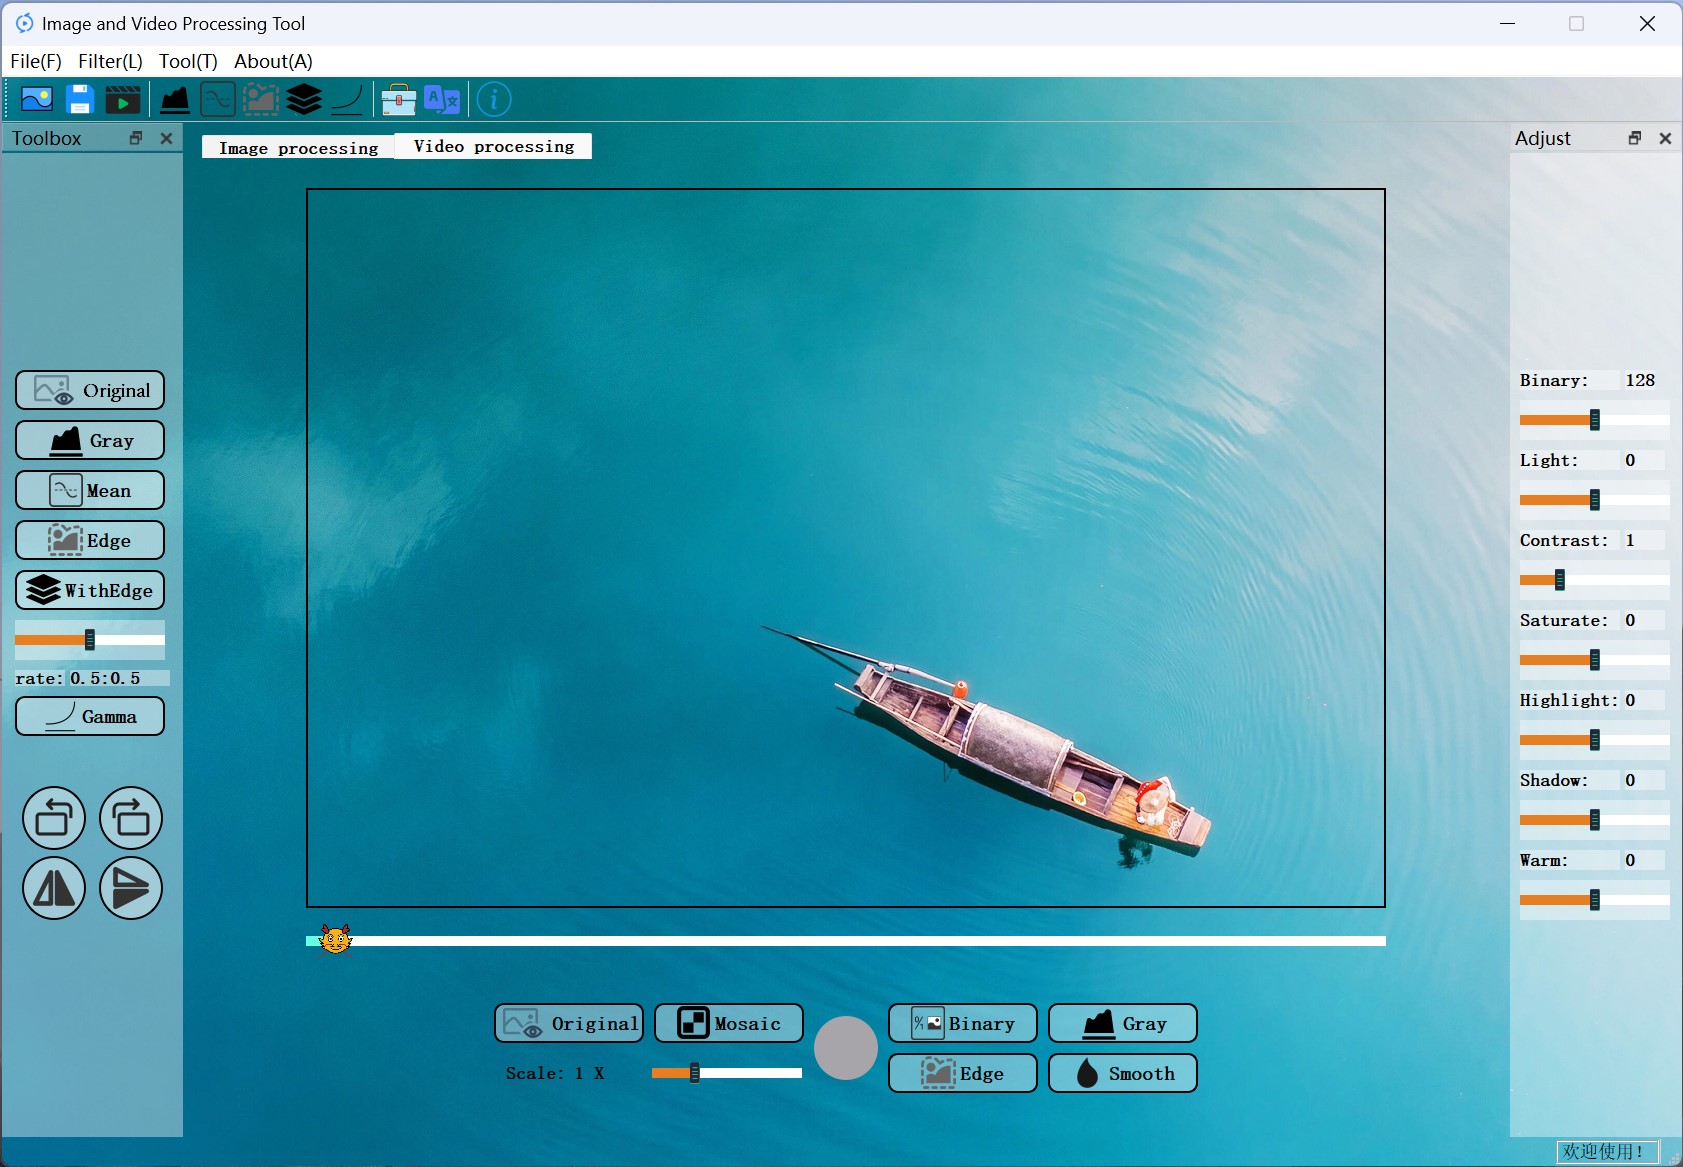 Image and Video Processing Tool
File(F) Filter(L) Tool(T) About(A)
Toolbox
Image processing
Video processing
Adjust
Original
Gray
Mean
Edge
WithEdge
rate: 0.5:0.5
Gamma
Binary: 128
Light: 0
Contrast: 1
Saturate: 0
Highlight: 0
Shadow: 0
Warm: 0
Original
Mosaic
Binary
Gray
Scale: 1 X
Edge
Smooth
欢迎使用！